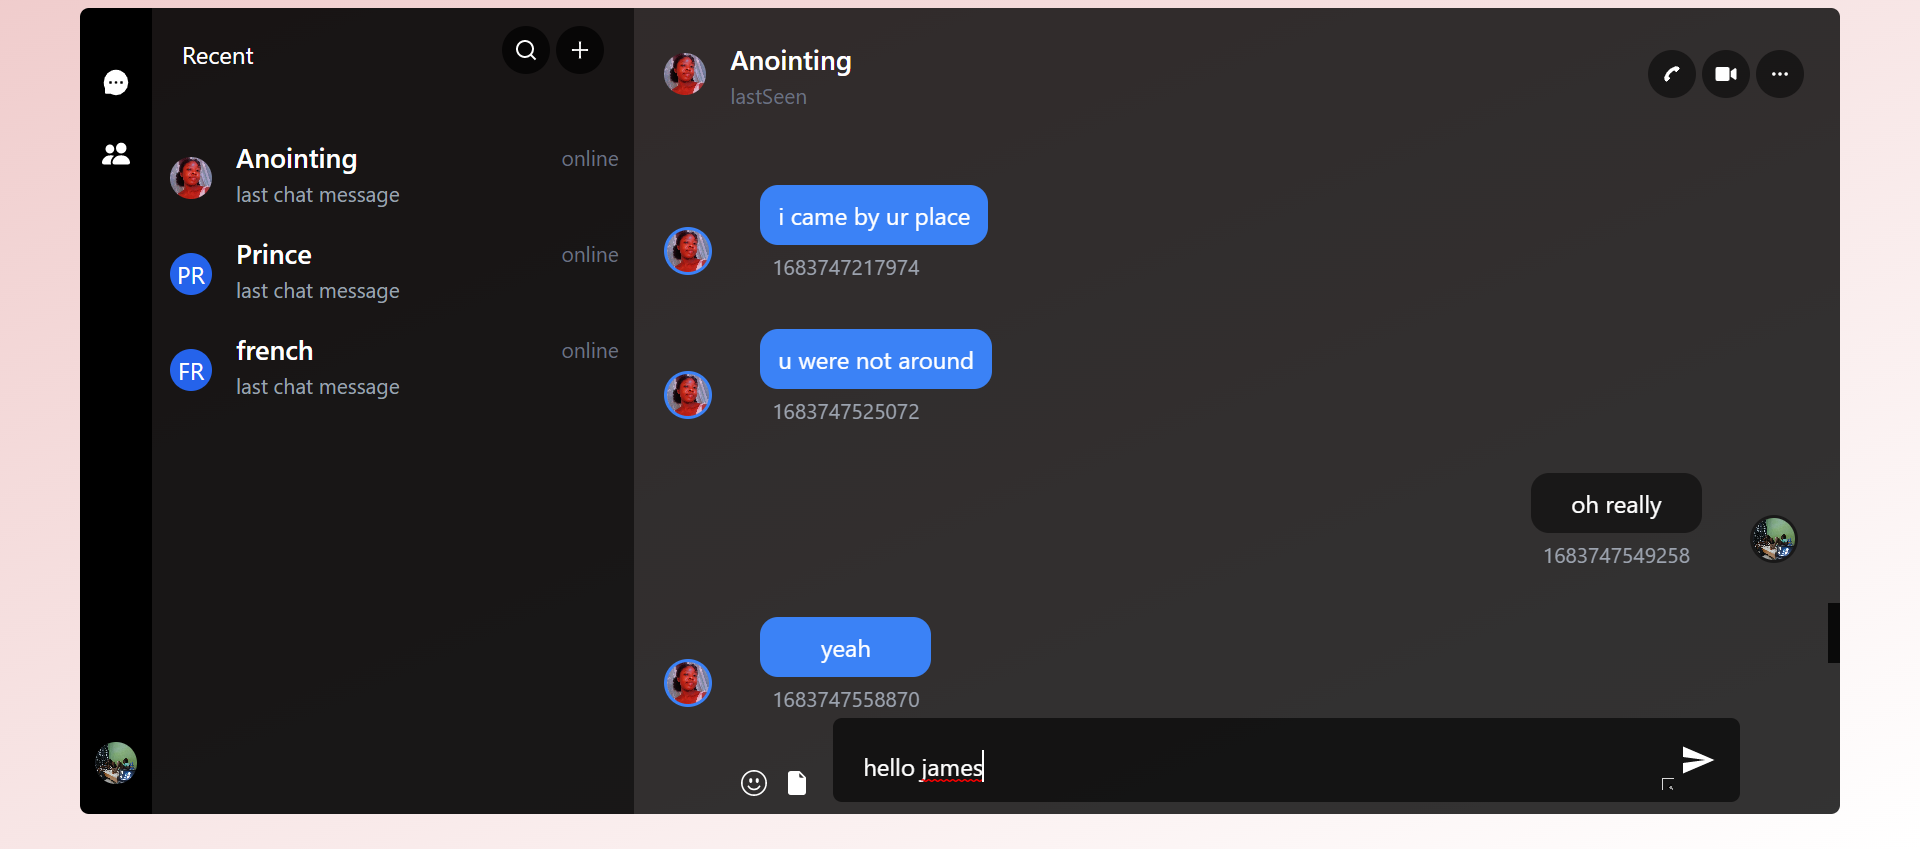 Recent
Anointing
online
last chat message
PR
Prince
online
last chat message
FR
french
online
last chat message
Anointing
lastSeen
i came by ur place
1683747217974
u were not around
1683747525072
oh really
1683747549258
yeah
1683747558870
hello james